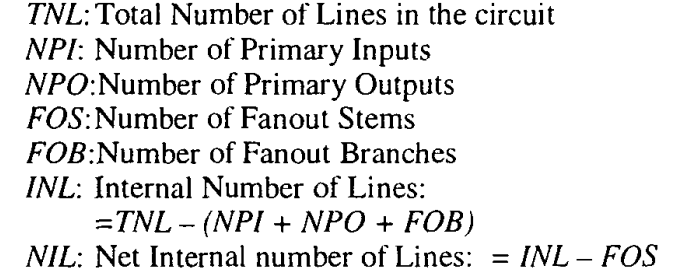 TNL: Total Number of Lines in the circuit
NPI: Number of Primary Inputs
NPO:Number of Primary Outputs
FOS:Number of Fanout Stems
FOB:Number of Fanout Branches
INL: Internal Number of Lines:
=TNL – (NPI + NPO + FOB)
NIL: Net Internal number of Lines: = INL – FOS